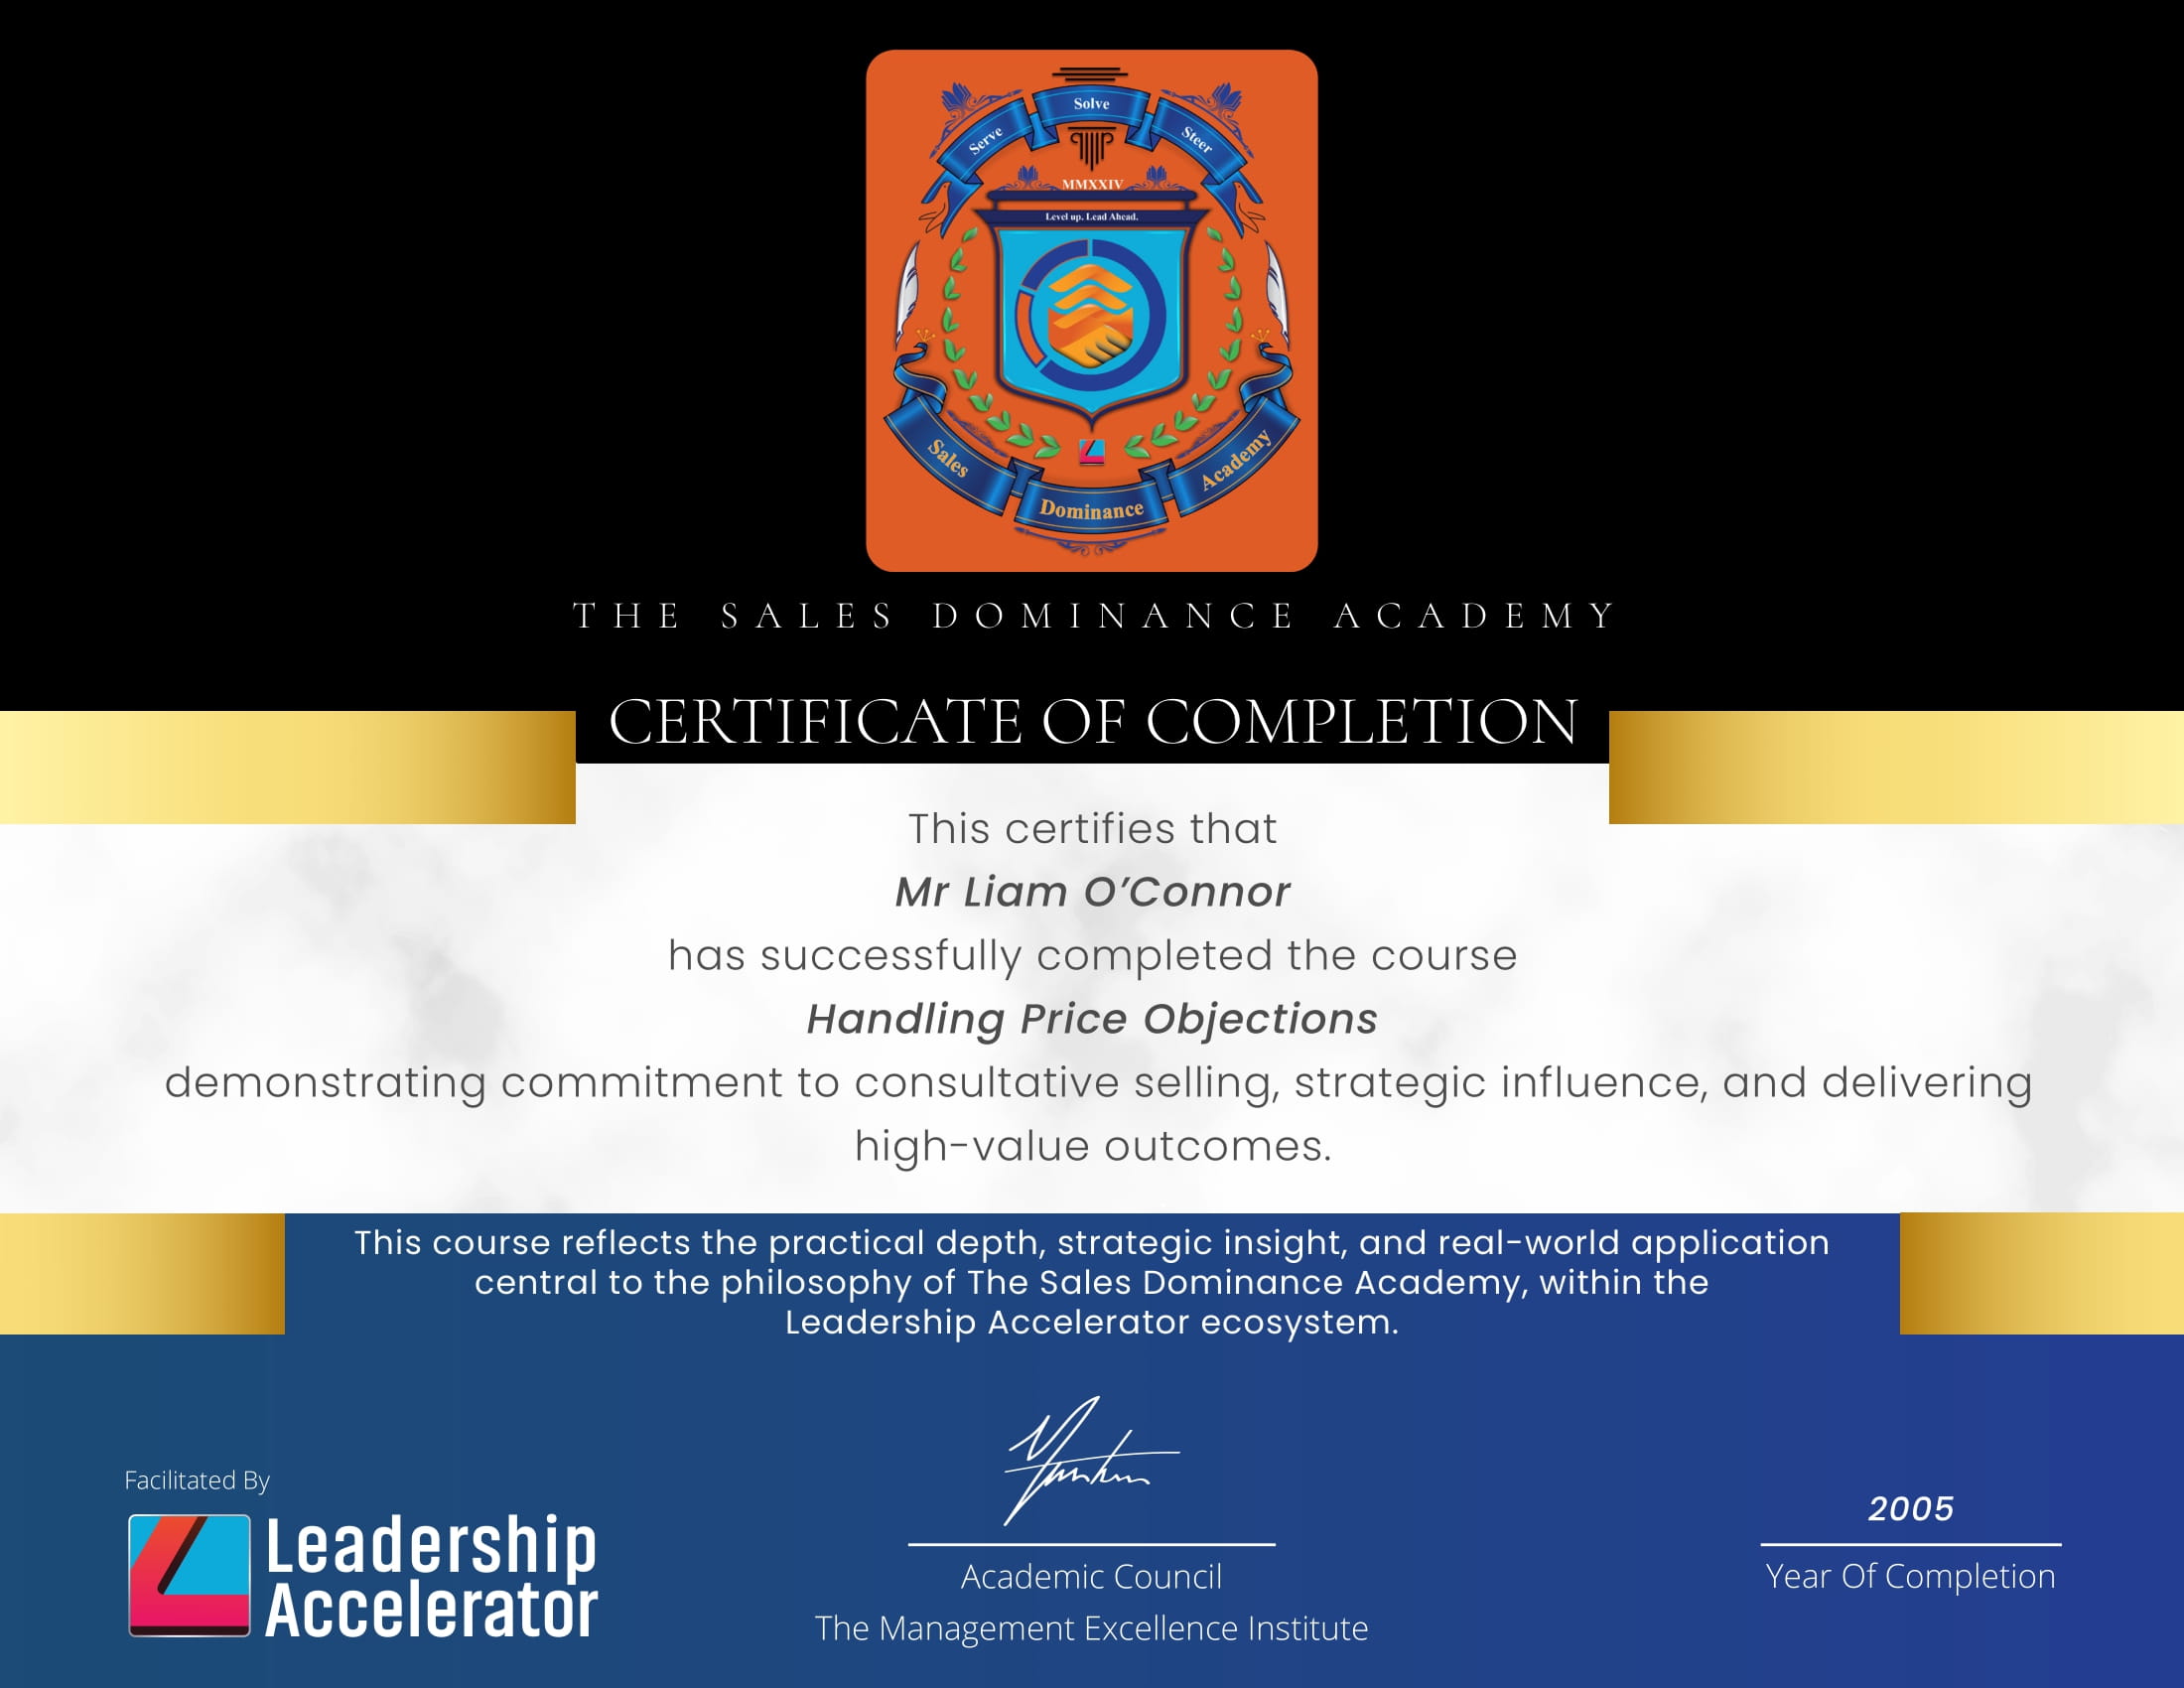 Solve
Serve
Steer
MMXXIV
Level up. Lead Ahead.
Sales
Dominance
Academy
THE SALES DOMINANCE ACADEMY
CERTIFICATE OF COMPLETION
This certifies that
Mr Liam O’Connor
has successfully completed the course
Handling Price Objections
demonstrating commitment to consultative selling, strategic influence, and delivering
high-value outcomes.
This course reflects the practical depth, strategic insight, and real-world application
central to the philosophy of The Sales Dominance Academy, within the
Leadership Accelerator ecosystem.
Facilitated By
Leadership
Accelerator
Academic Council
The Management Excellence Institute
2005
Year Of Completion